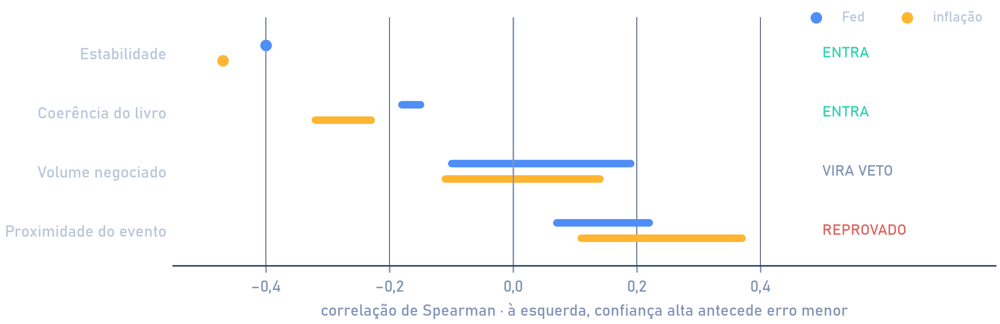 Fed
inflação
Estabilidade
ENTRA
Coerência do livro
ENTRA
Volume negociado
VIRA VETO
Proximidade do evento
REPROVADO
−0,4
−0,2
0,0
0,2
0,4
correlação de Spearman · à esquerda, confiança alta antecede erro menor